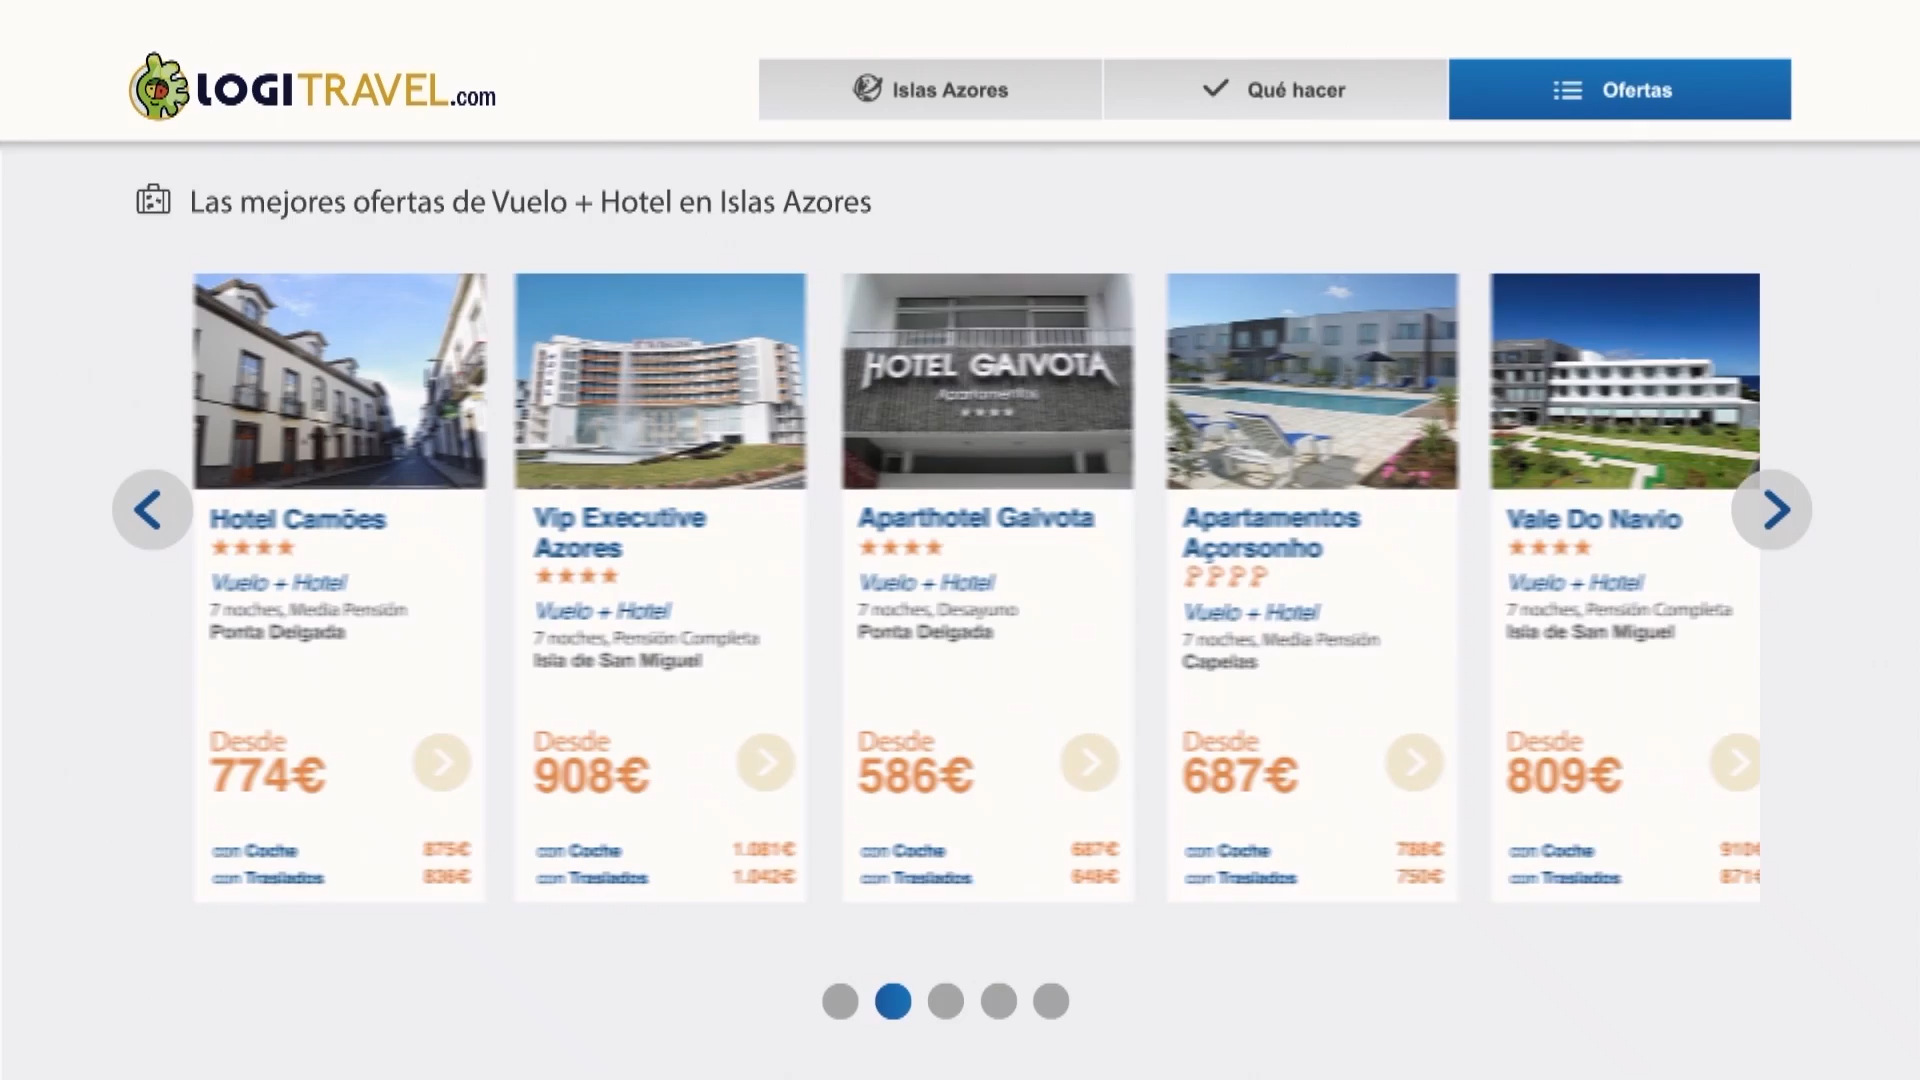 LOGITRAVEL.com
Islas Azores
Qué hacer
Ofertas
Las mejores ofertas de Vuelo + Hotel en Islas Azores
HOTEL GAIVOTA
Apartamentos
Hotel Camões
Vuelo + Hotel
7 noches, Media Pensión
Ponta Delgada
Desde
774€
con Coche 875€
con Traslados 836€
Vip Executive
Azores
Vuelo + Hotel
7 noches, Pensión Completa
Isla de San Miguel
Desde
908€
con Coche 1.081€
con Traslados 1.042€
Aparthotel Gaivota
Vuelo + Hotel
7 noches, Desayuno
Ponta Delgada
Desde
586€
con Coche 687€
con Traslados 648€
Apartamentos
Açorsonho
Vuelo + Hotel
7 noches, Media Pensión
Capelas
Desde
687€
con Coche 788€
con Traslados 750€
Vale Do Navio
Vuelo + Hotel
7 noches, Pensión Completa
Isla de San Miguel
Desde
809€
con Coche 910€
con Traslados 871€